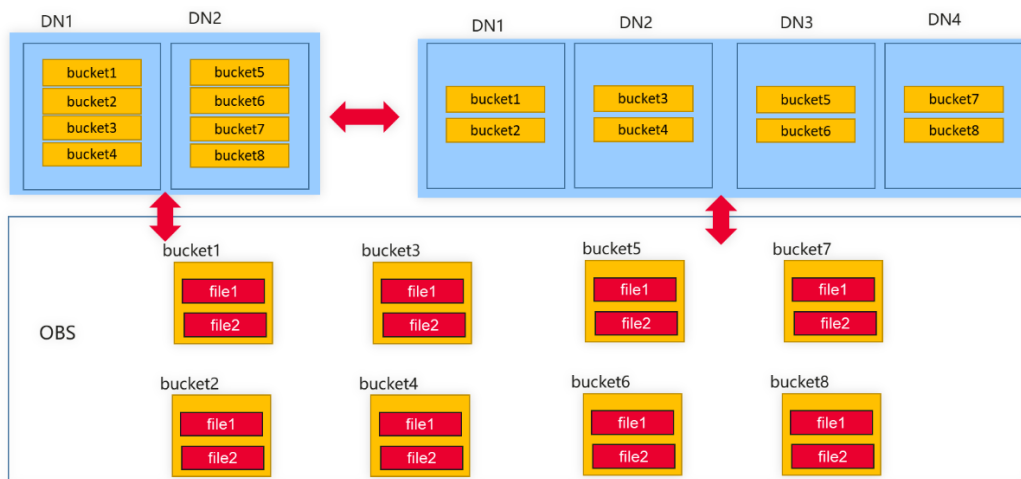 DN1
DN2
bucket1
bucket2
bucket3
bucket4
bucket5
bucket6
bucket7
bucket8
DN1
DN2
DN3
DN4
bucket1
bucket2
bucket3
bucket4
bucket5
bucket6
bucket7
bucket8
OBS
bucket1
file1
file2
bucket3
file1
file2
bucket5
file1
file2
bucket7
file1
file2
bucket2
file1
file2
bucket4
file1
file2
bucket6
file1
file2
bucket8
file1
file2